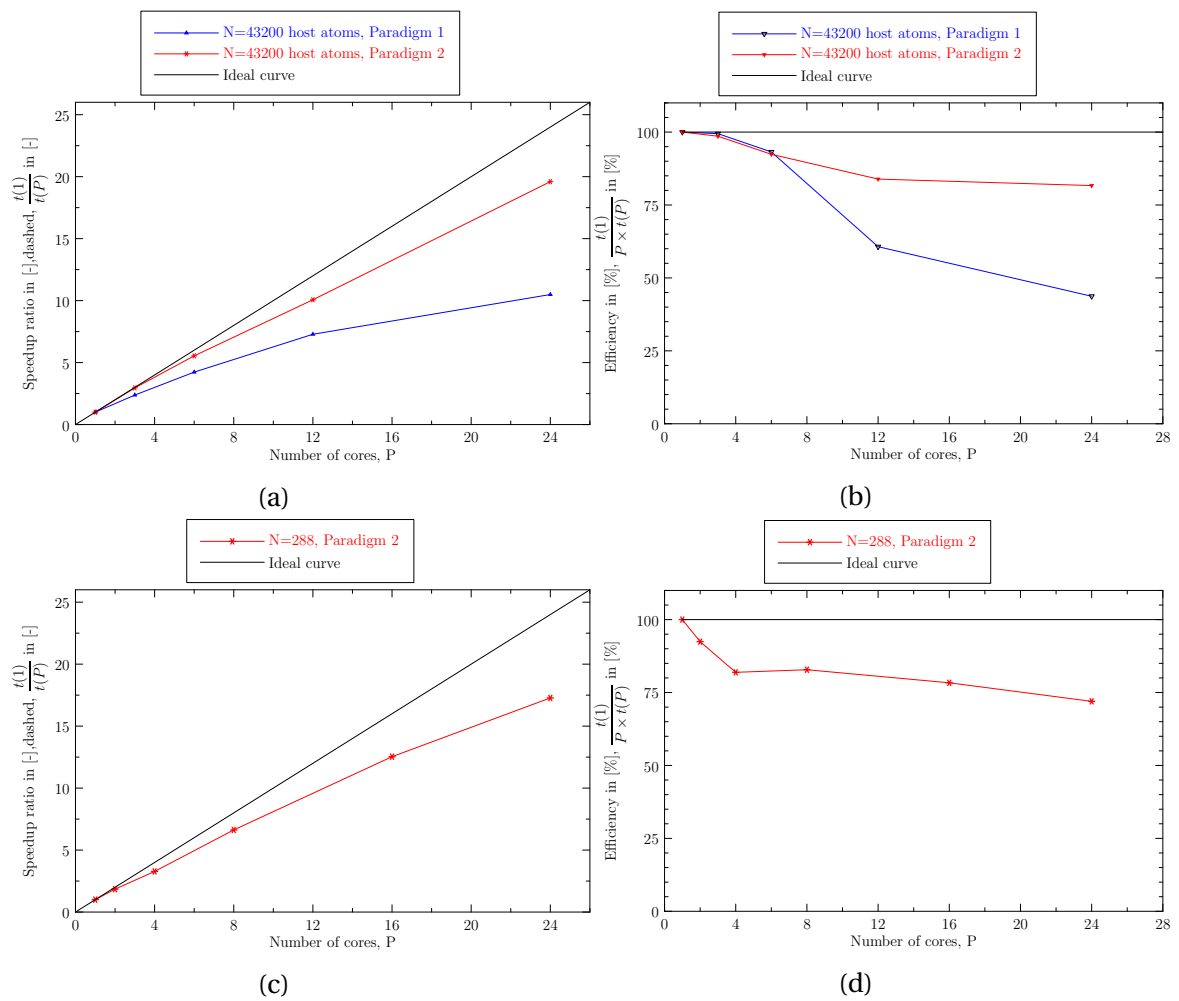 N=43200 host atoms, Paradigm 1
N=43200 host atoms, Paradigm 2
Ideal curve
Speedup ratio in [-],dashed, t(1)/t(P) in [-]
25
20
15
10
5
0
0 4 8 12 16 20 24
Number of cores, P
(a)
N=43200 host atoms, Paradigm 1
N=43200 host atoms, Paradigm 2
Ideal curve
Efficiency in [%], t(1)/P × t(P) in [%]
100
75
50
25
0
0 4 8 12 16 20 24 28
Number of cores, P
(b)
N=288, Paradigm 2
Ideal curve
Speedup ratio in [-],dashed, t(1)/t(P) in [-]
25
20
15
10
5
0
0 4 8 12 16 20 24
Number of cores, P
(c)
N=288, Paradigm 2
Ideal curve
Efficiency in [%], t(1)/P × t(P) in [%]
100
75
50
25
0
0 4 8 12 16 20 24 28
Number of cores, P
(d)